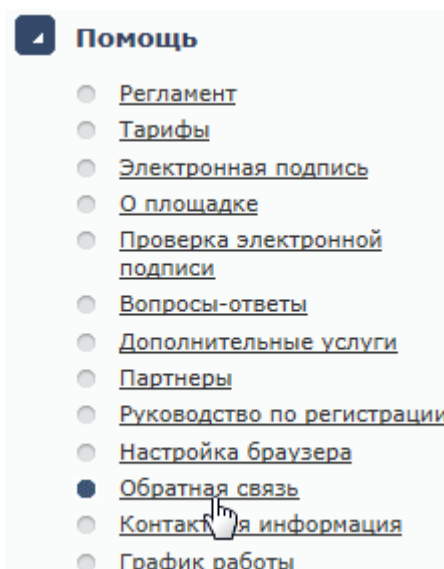 Помощь
Регламент
Тарифы
Электронная подпись
О площадке
Проверка электронной
подписи
Вопросы-ответы
Дополнительные услуги
Партнеры
Руководство по регистрации
Настройка браузера
Обратная связь
Контактная информация
График работы